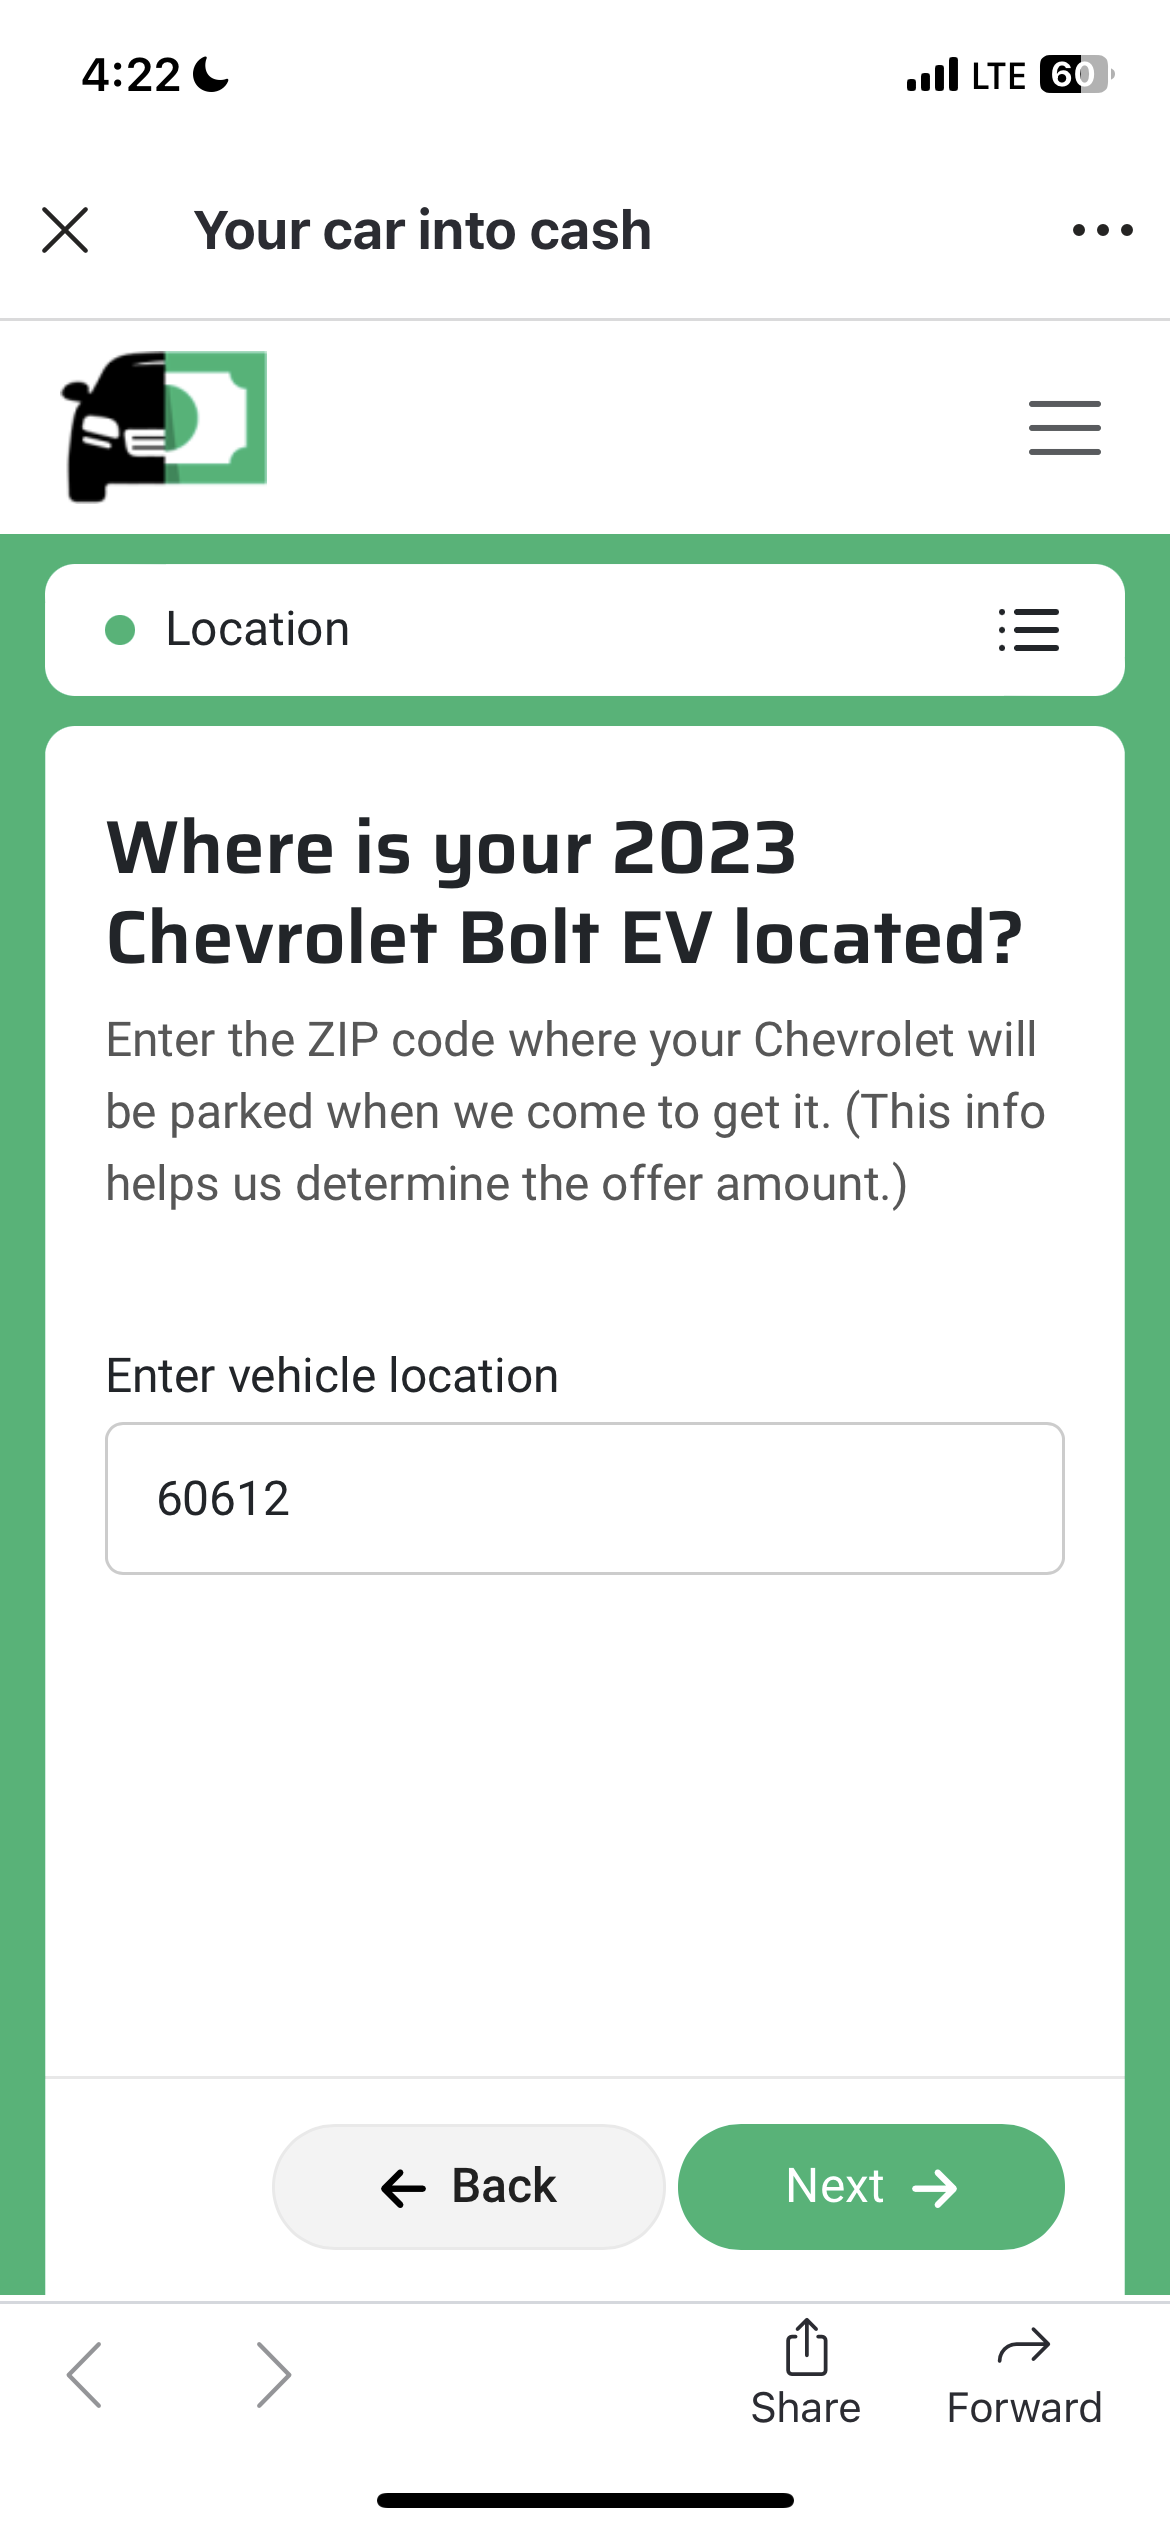 4:22
LTE 60
Your car into cash
Location
Where is your 2023
Chevrolet Bolt EV located?
Enter the ZIP code where your Chevrolet will
be parked when we come to get it. (This info
helps us determine the offer amount.)
Enter vehicle location
60612
Back
Next
Share
Forward